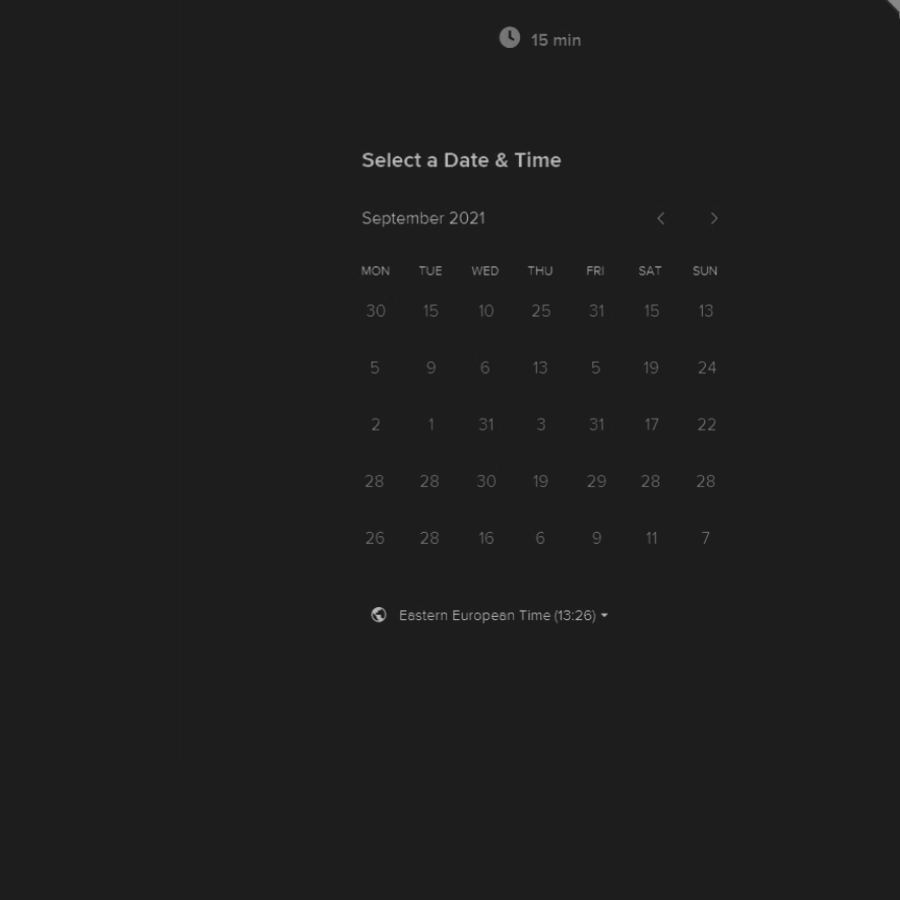 15 min
Select a Date & Time
September 2021
MON TUE WED THU FRI SAT SUN
30 15 10 25 31 15 13
5 9 6 13 5 19 24
2 1 31 3 31 17 22
28 28 30 19 29 28 28
26 28 16 6 9 11 7
Eastern European Time (13:26)